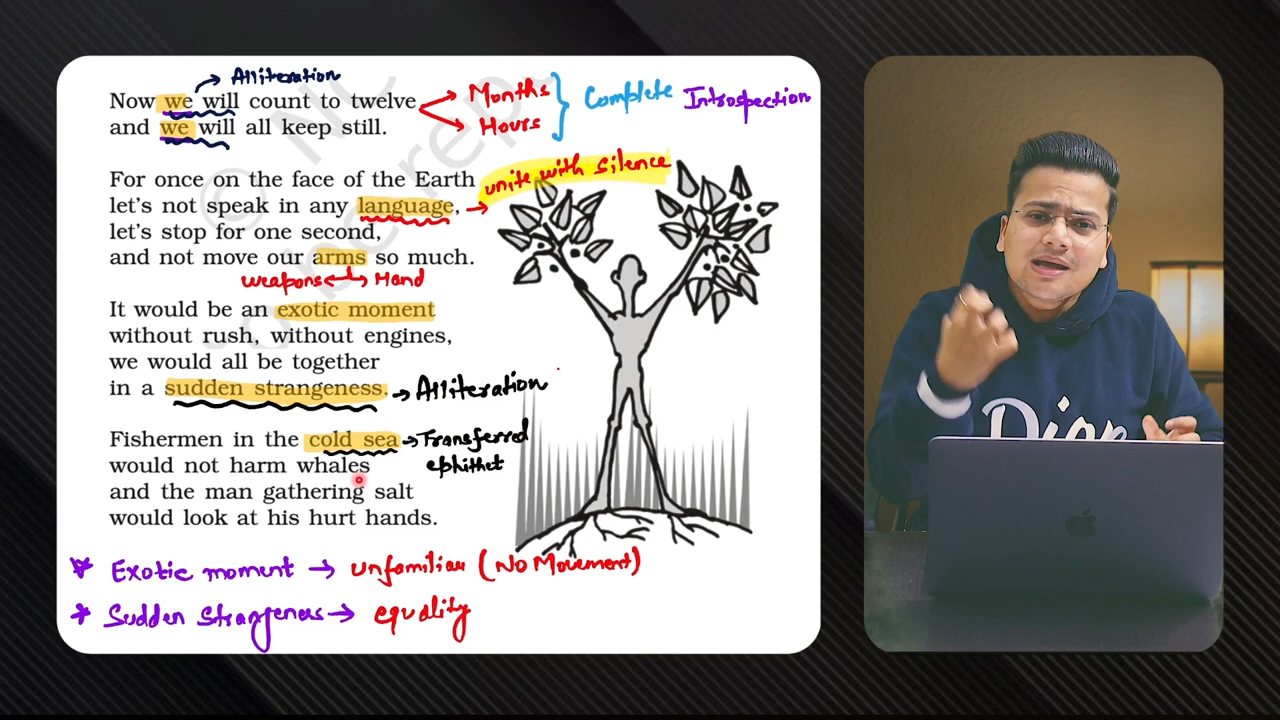 Alliteration
Now we will count to twelve
and we will all keep still.
Months
Hours
Complete Introspection
For once on the face of the Earth
let's not speak in any language,
unite with silence
let's stop for one second,
and not move our arms so much.
weapons Hand
It would be an exotic moment
without rush, without engines,
we would all be together
in a sudden strangeness.
Alliteration
Fishermen in the cold sea
Transferred
ephithet
would not harm whales
and the man gathering salt
would look at his hurt hands.
* Exotic moment → unfamiliar (No Movement)
* Sudden Strangeness → equality